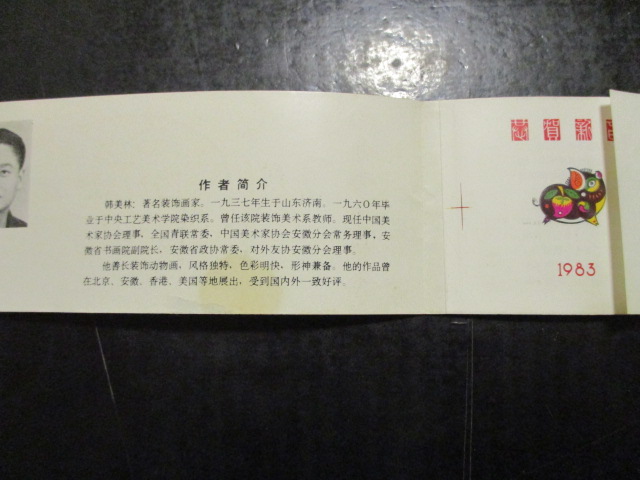 作者简介
韩美林：著名装饰画家。一九三七年生于山东济南。一九六〇年毕
业于中央工艺美术学院染织系。曾任该院装饰美术系教师。现任中国美
术家协会理事，全国青联常委，中国美术家协会安徽分会常务理事，安
徽省书画院副院长，安徽省政协常委，对外友协安徽分会理事。
他善长装饰动物画，风格独特，色彩明快，形神兼备。他的作品曾
在北京、安徽、香港、美国等地展出，受到国内外一致好评。
恭贺新
1983